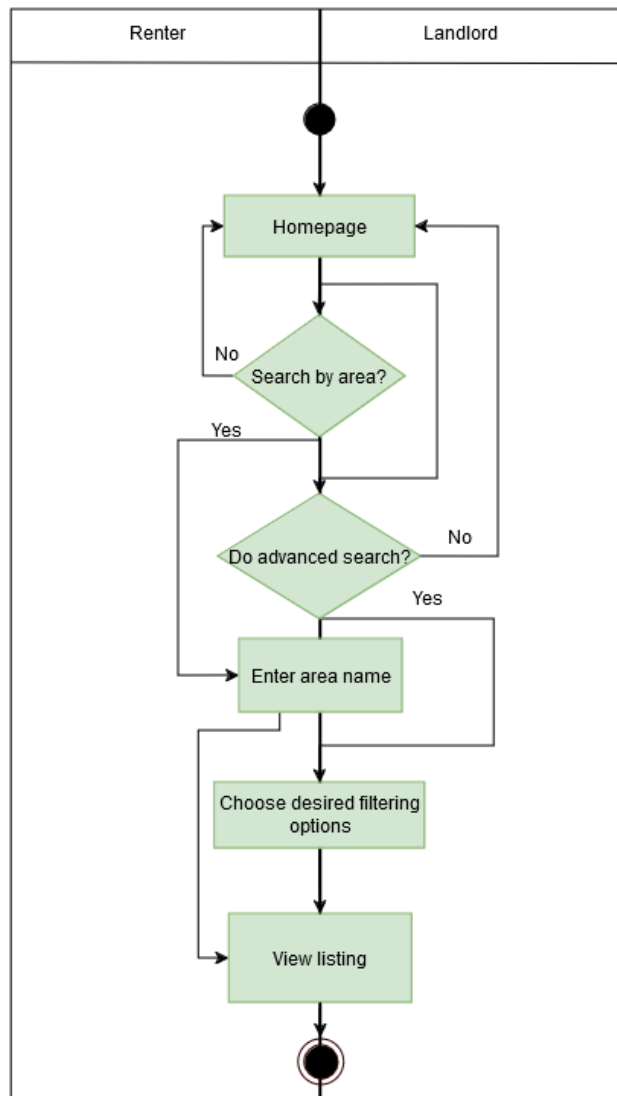 Renter
Landlord
Homepage
No
Search by area?
Yes
Do advanced search?
No
Yes
Enter area name
Choose desired filtering
options
View listing